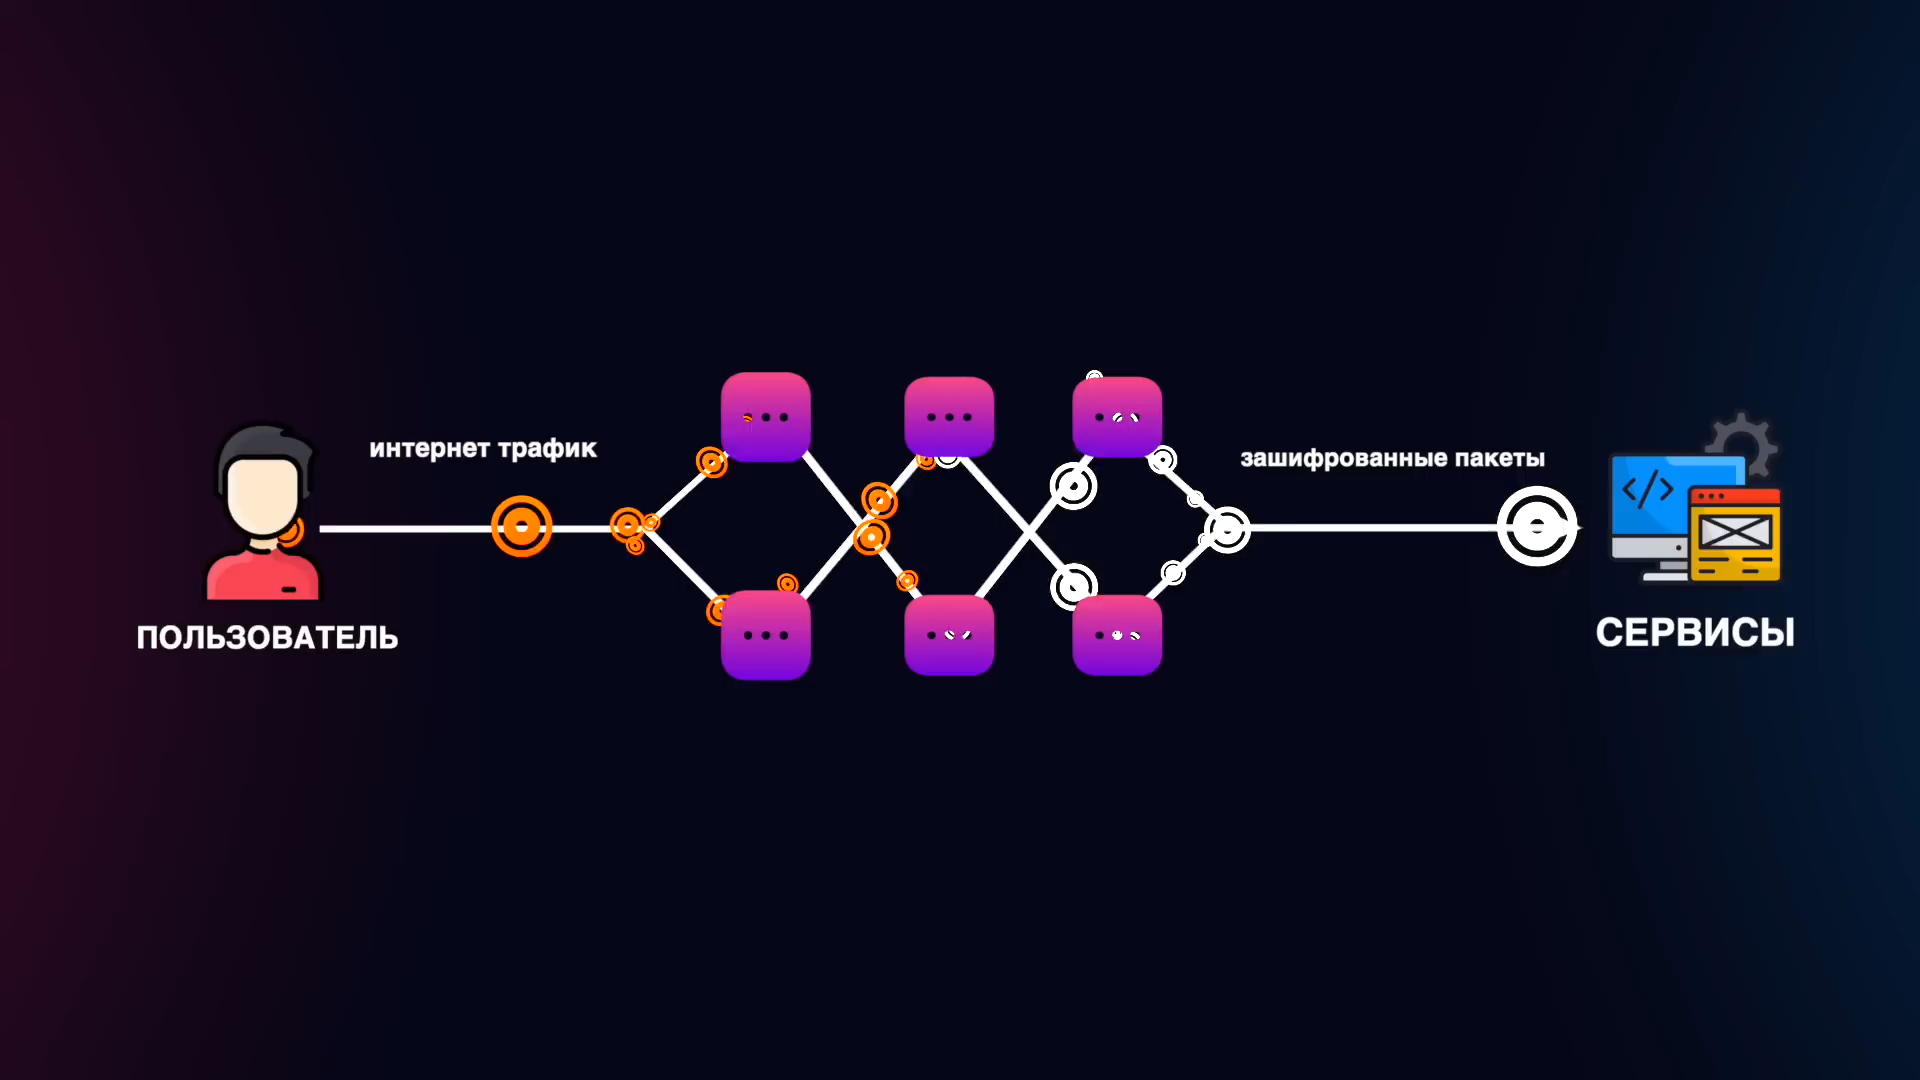 интернет трафик
зашифрованные пакеты
</>
ПОЛЬЗОВАТЕЛЬ
СЕРВИСЫ